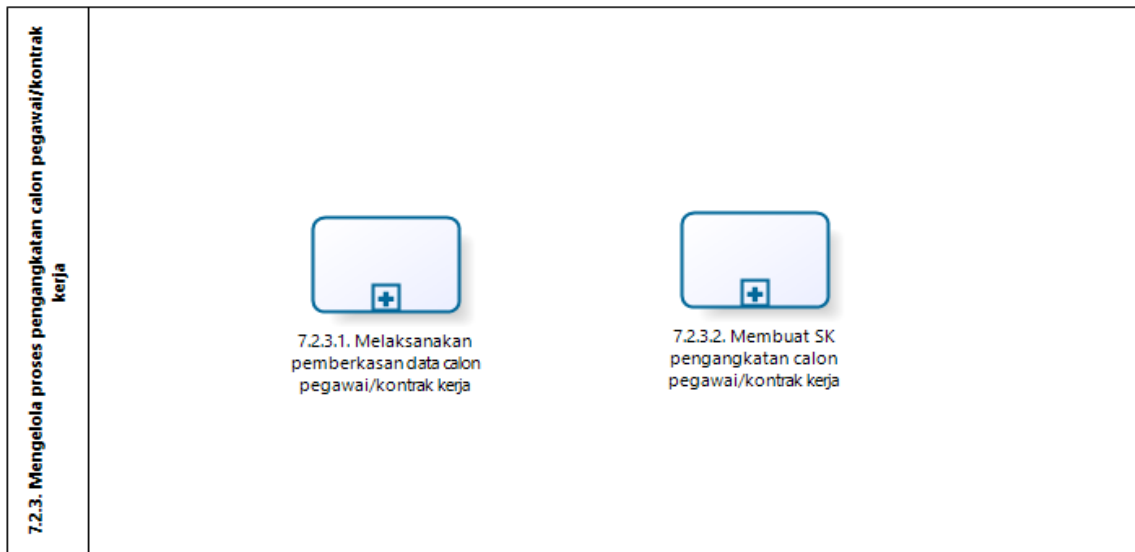 7.2.3. Mengelola proses pengangkatan calon pegawai/kontrak
kerja
7.2.3.1. Melaksanakan
pemberkasan data calon
pegawai/kontrak kerja
7.2.3.2. Membuat SK
pengangkatan calon
pegawai/kontrak kerja